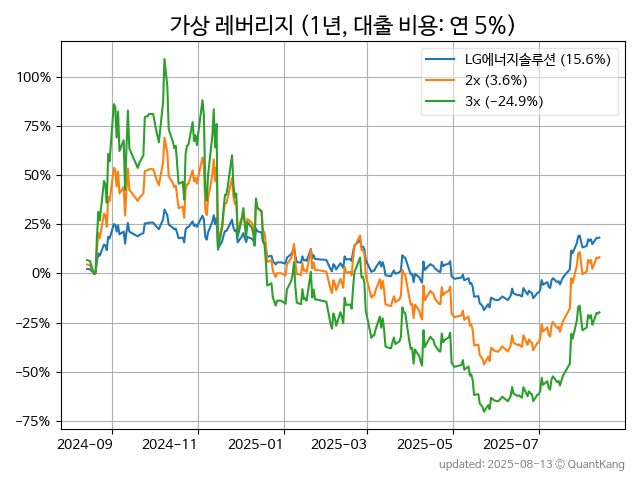 가상 레버리지 (1년, 대출 비용: 연 5%)
LG에너지솔루션 (15.6%)
2x (3.6%)
3x (−24.9%)
100%
75%
50%
25%
0%
−25%
−50%
−75%
2024-09
2024-11
2025-01
2025-03
2025-05
2025-07
updated: 2025-08-13 © QuantKang